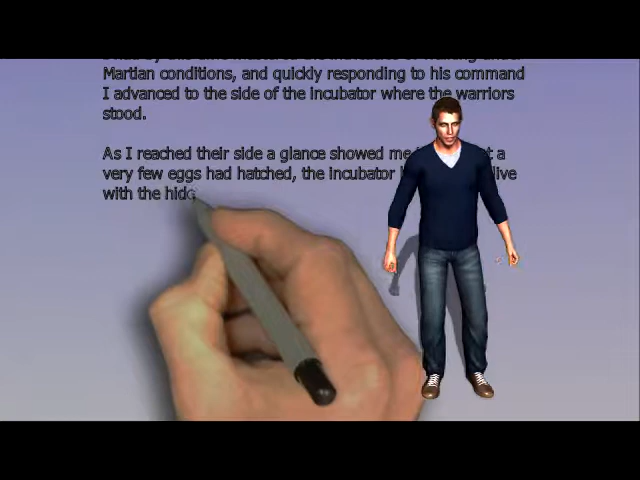 Martian conditions, and quickly responding to his command
I advanced to the side of the incubator where the warriors
stood.
As I reached their side a glance showed me a
very few eggs had hatched, the incubator
with the hid